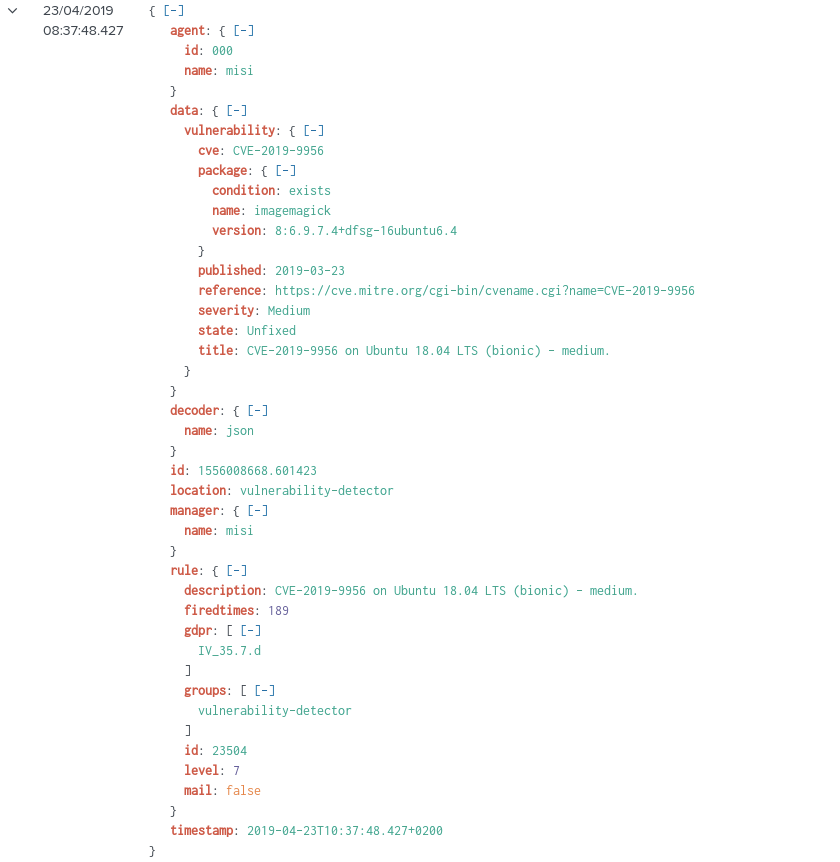 23/04/2019 { [-]
08:37:48.427 agent: { [-]
id: 000
name: misi
}
data: { [-]
vulnerability: { [-]
cve: CVE-2019-9956
package: { [-]
condition: exists
name: imagemagick
version: 8:6.9.7.4+dfsg-16ubuntu6.4
}
published: 2019-03-23
reference: https://cve.mitre.org/cgi-bin/cvename.cgi?name=CVE-2019-9956
severity: Medium
state: Unfixed
title: CVE-2019-9956 on Ubuntu 18.04 LTS (bionic) - medium.
}
}
decoder: { [-]
name: json
}
id: 1556008668.601423
location: vulnerability-detector
manager: { [-]
name: misi
}
rule: { [-]
description: CVE-2019-9956 on Ubuntu 18.04 LTS (bionic) - medium.
firedtimes: 189
gdpr: [ [-]
IV_35.7.d
]
groups: [ [-]
vulnerability-detector
]
id: 23504
level: 7
mail: false
}
timestamp: 2019-04-23T10:37:48.427+0200
}